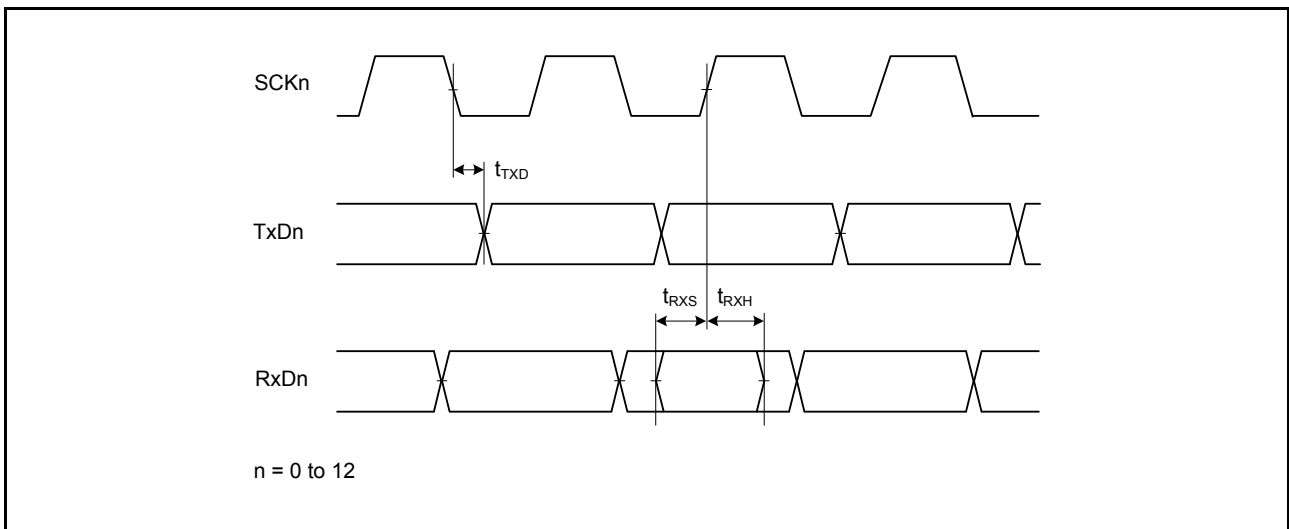 SCKn
tTXD
TxDn
tRXS tRXH
RxDn
n = 0 to 12